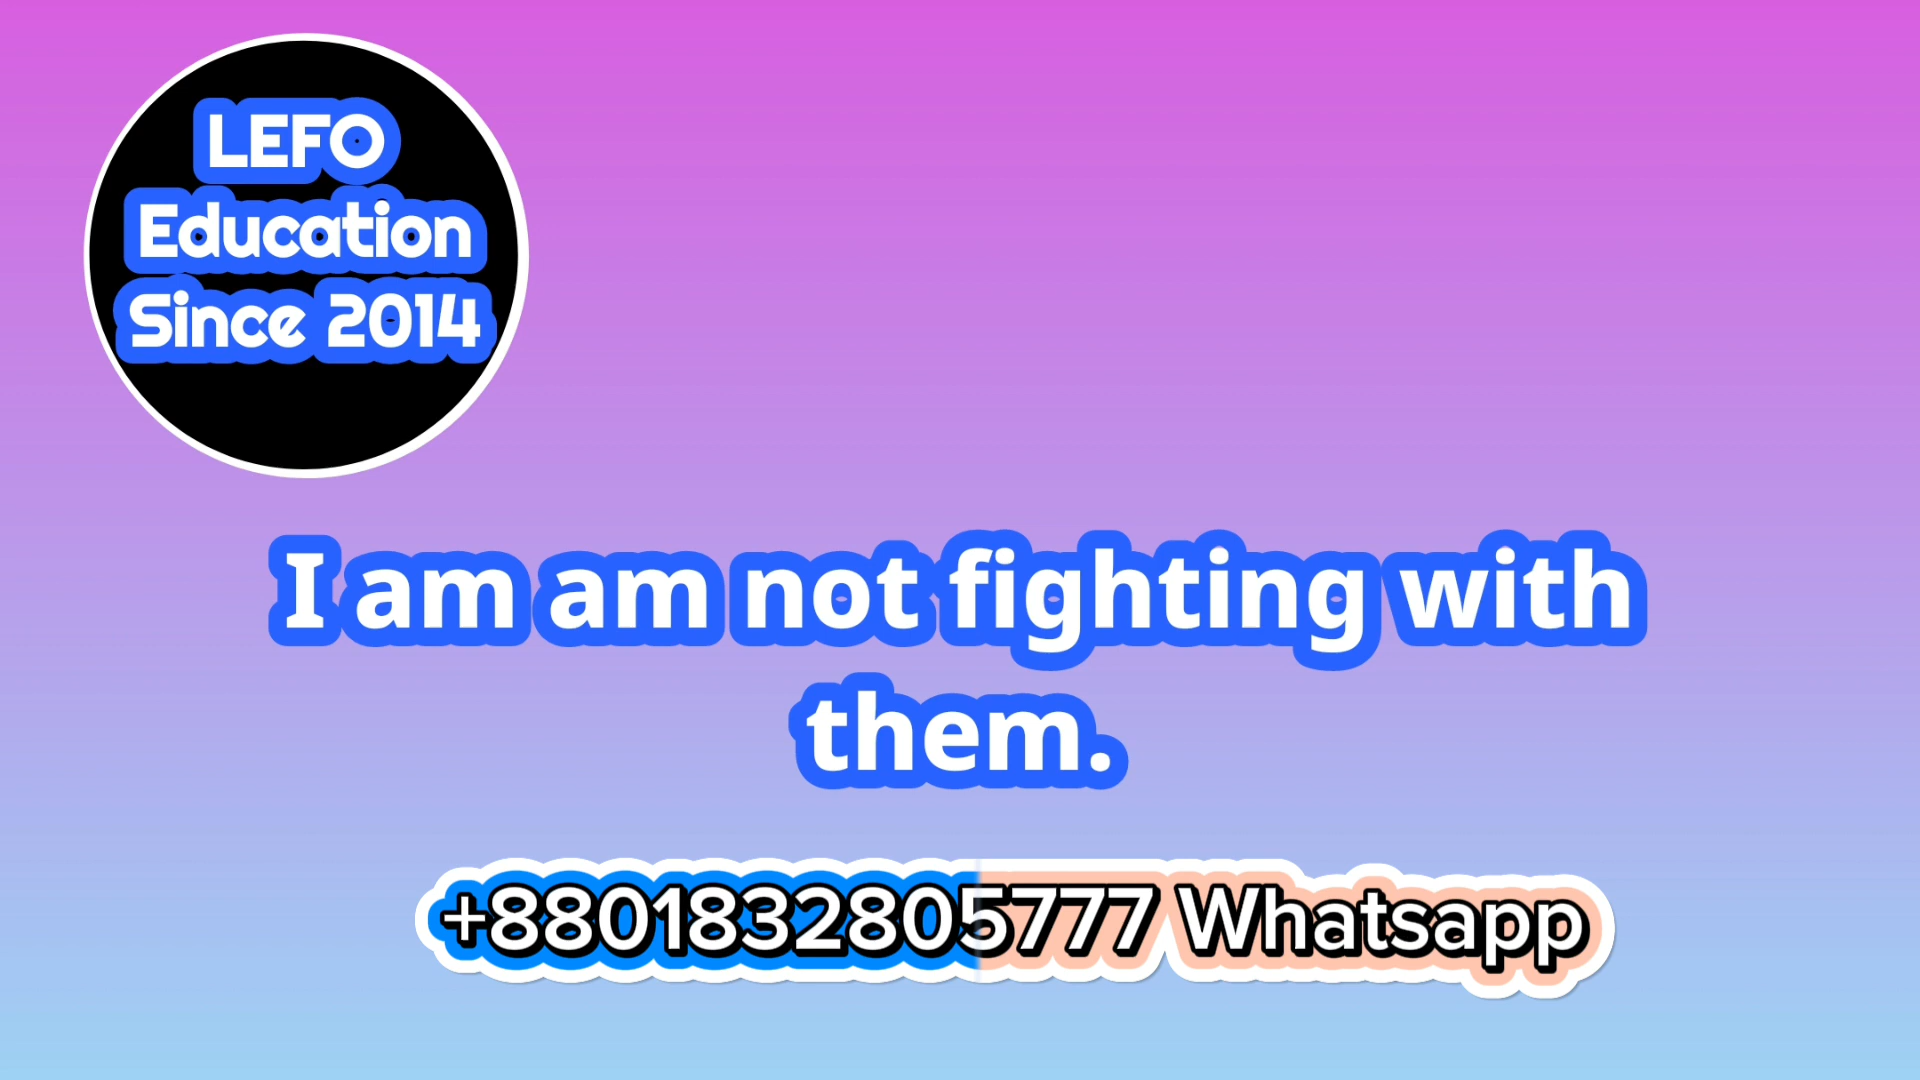 LEFO
Education
Since 2014
I am am not fighting with
them.
+8801832805777 Whatsapp